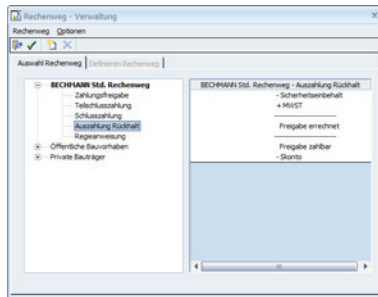 Rechenweg - Verwaltung
Rechenweg Optionen
Auswahl Rechenweg Definieren Rechenweg
BECHMANN Std. Rechenweg
Zahlungsfreigabe
Teilschlusszahlung
Schlusszahlung
Auszahlung Rückhalt
Regieanweisung
Öffentliche Bauvorhaben
Private Bauträger
BECHMANN Std. Rechenweg - Auszahlung Rückhalt
- Sicherheitseinbehalt
+ MWST
Freigabe errechnet
Freigabe zahlbar
- Skonto